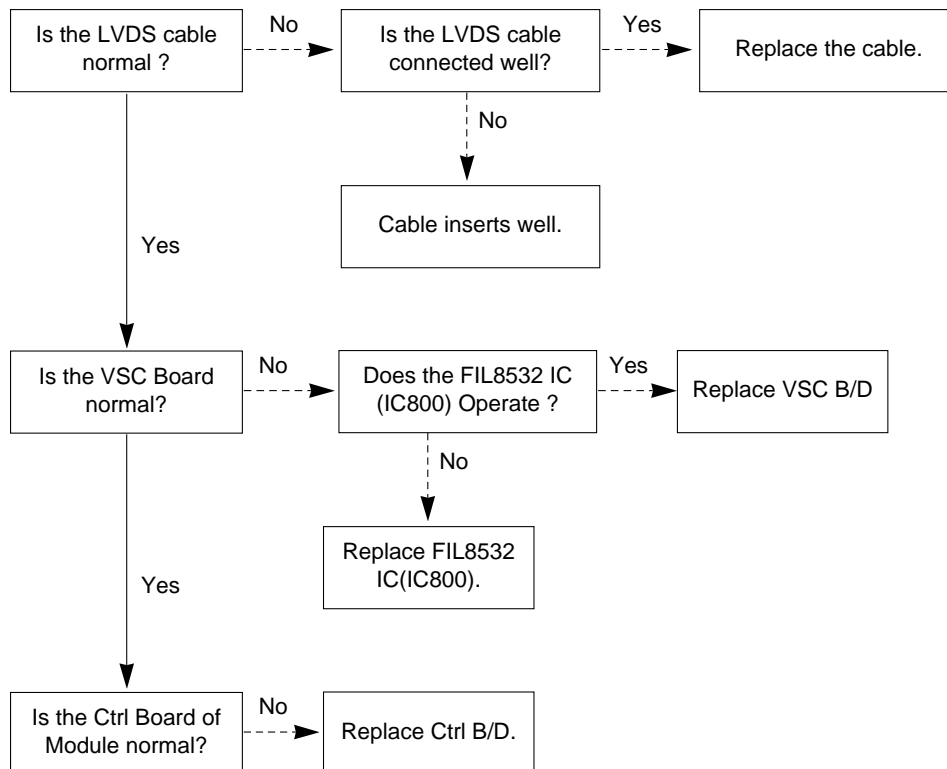 Is the LVDS cable
normal ?
No
Is the LVDS cable
connected well?
Yes
Replace the cable.
No
Cable inserts well.
Yes
Is the VSC Board
normal?
No
Does the FIL8532 IC
(IC800) Operate ?
Yes
Replace VSC B/D
No
Replace FIL8532
IC(IC800).
Yes
Is the Ctrl Board of
Module normal?
No
Replace Ctrl B/D.